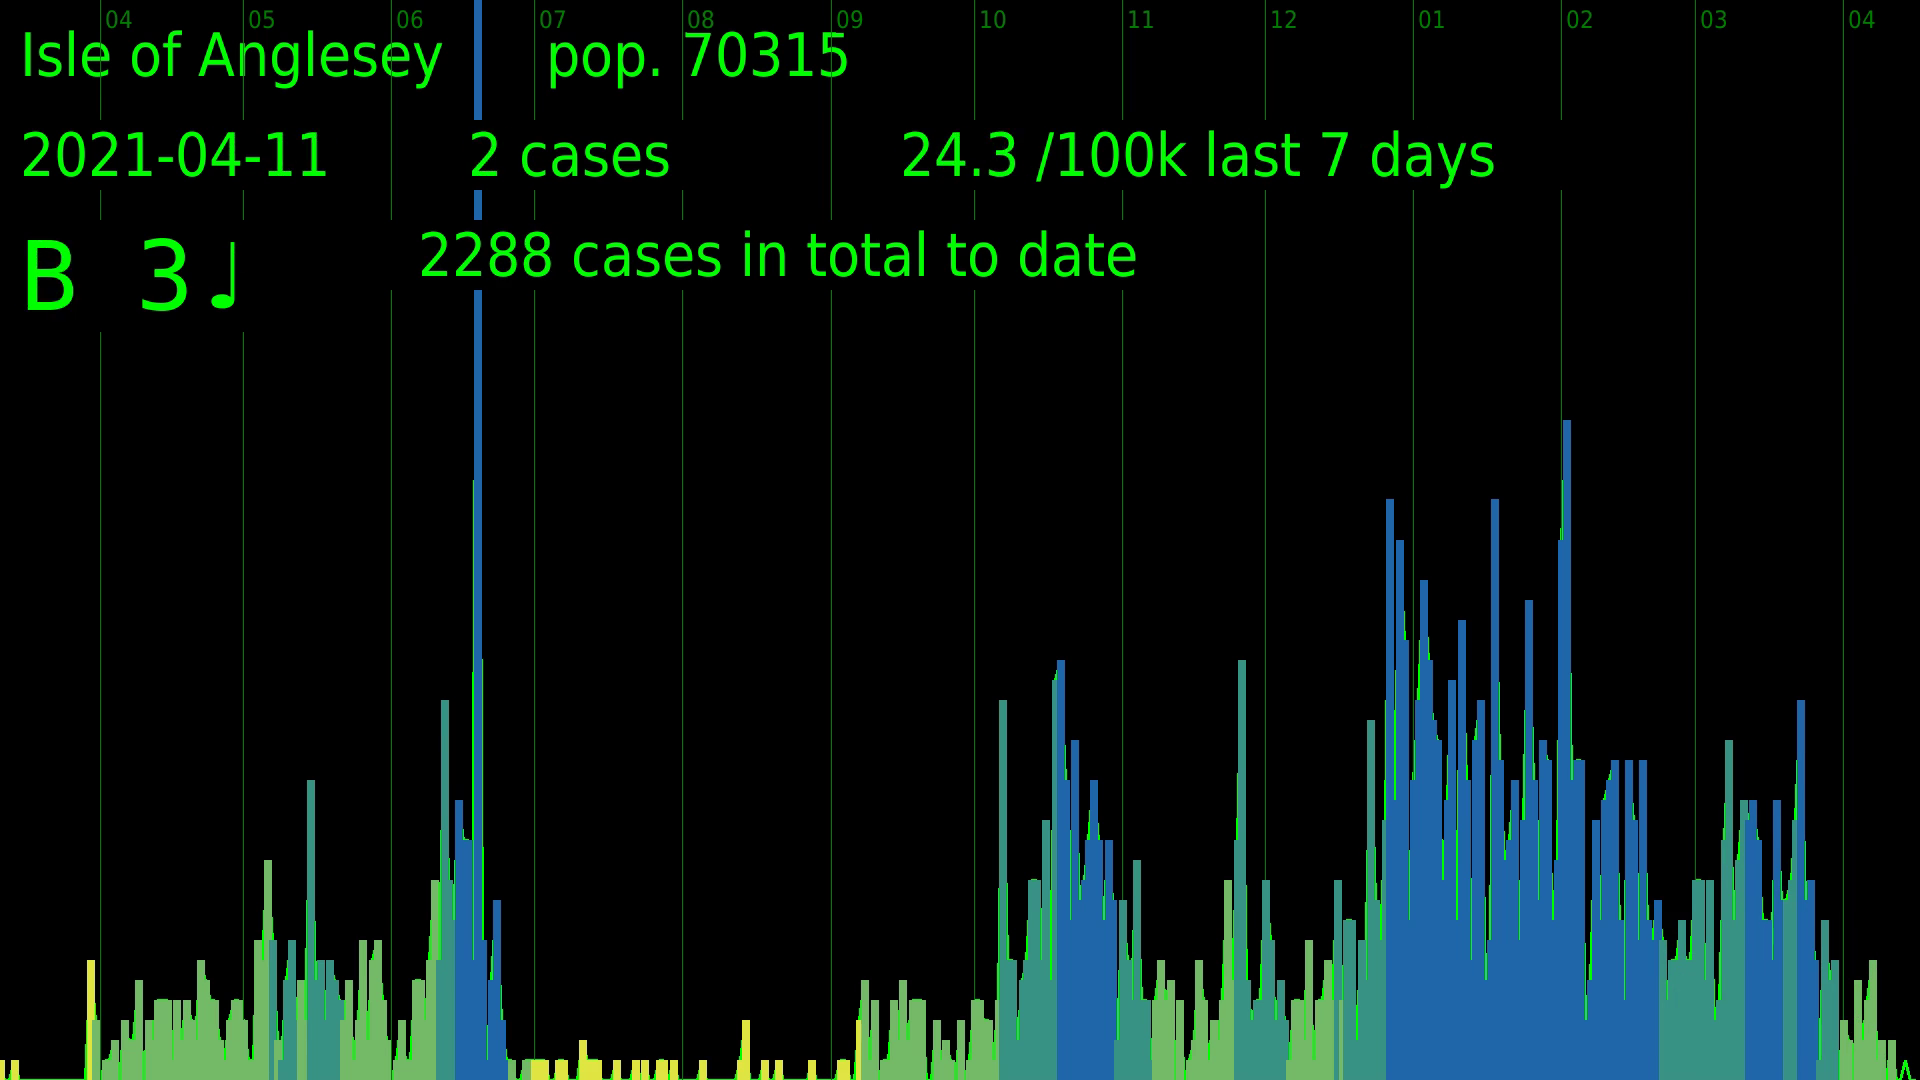 04 05 06 07 08 09 10 11 12 01 02 03 04
Isle of Anglesey pop. 70315
2021-04-11 2 cases 24.3 /100k last 7 days
B 3♩ 2288 cases in total to date